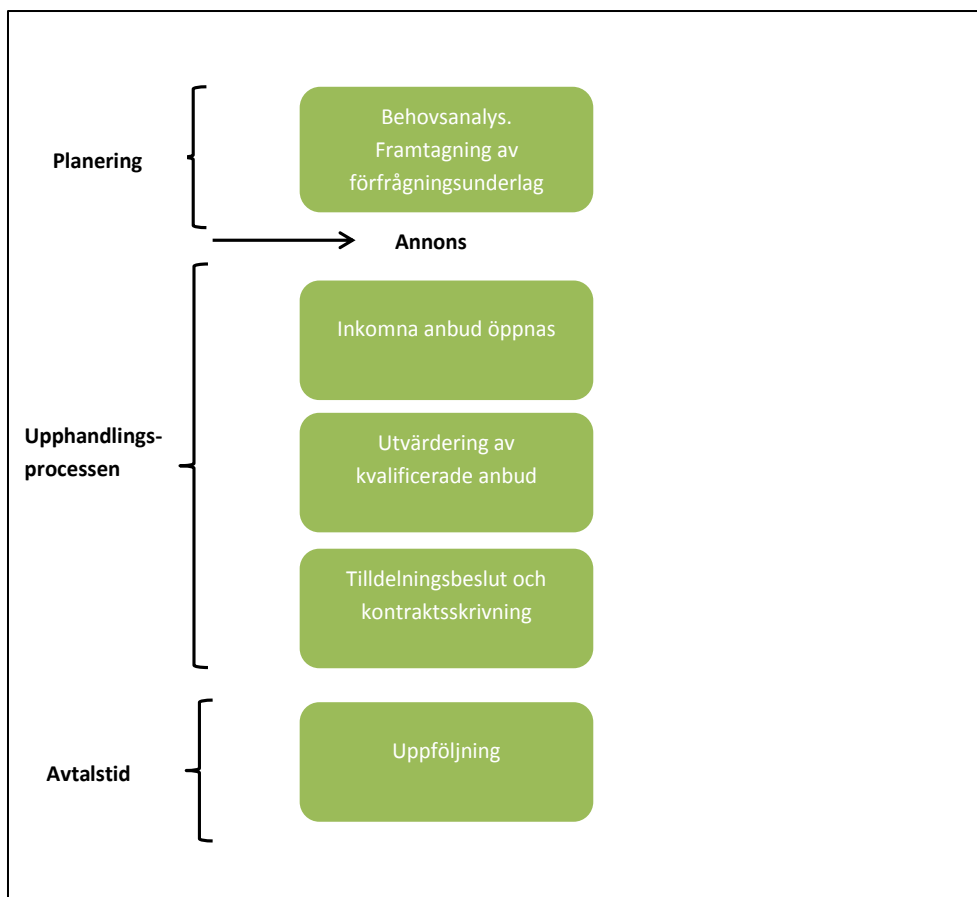 Planering
Behovsanalys.
Framtagning av
förfrågningsunderlag
Annons
Upphandlings-
processen
Inkomna anbud öppnas
Utvärdering av
kvalificerade anbud
Tilldelningsbeslut och
kontraktsskrivning
Avtalstid
Uppföljning